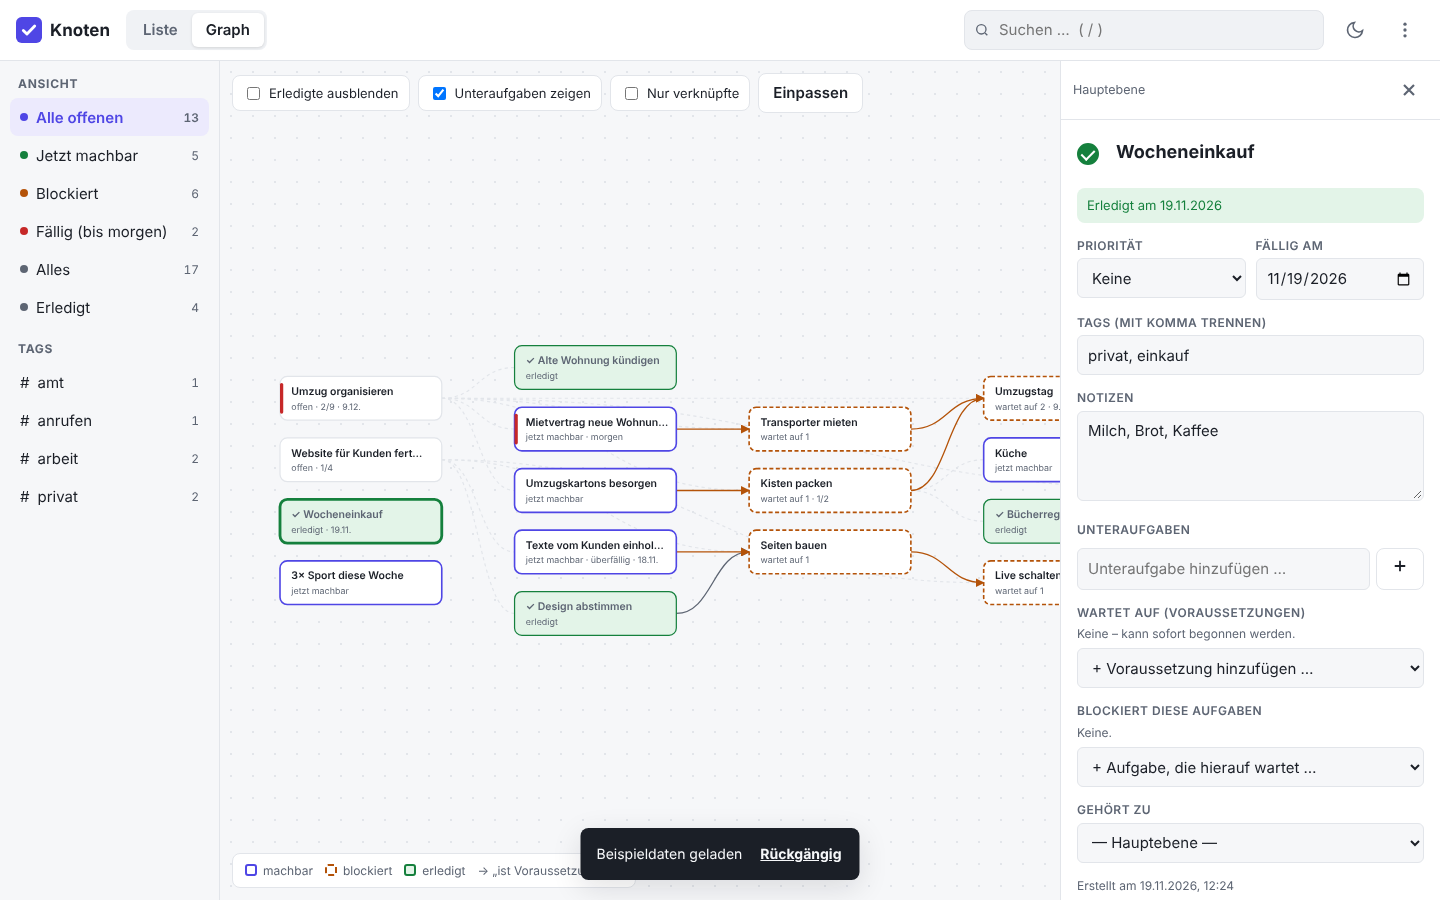 Knoten
Liste
Graph
Suchen … ( / )
ANSICHT
Alle offenen 13
Jetzt machbar 5
Blockiert 6
Fällig (bis morgen) 2
Alles 17
Erledigt 4
TAGS
# amt 1
# anrufen 1
# arbeit 2
# privat 2
Erledigte ausblenden
Unteraufgaben zeigen
Nur verknüpfte
Einpassen
Umzug organisieren
offen · 2/9 · 9.12.
Website für Kunden fert…
offen · 1/4
✓ Wocheneinkauf
erledigt · 19.11.
3× Sport diese Woche
jetzt machbar
✓ Alte Wohnung kündigen
erledigt
Mietvertrag neue Wohnun…
jetzt machbar · morgen
Umzugskartons besorgen
jetzt machbar
Texte vom Kunden einhol…
jetzt machbar · überfällig · 18.11.
✓ Design abstimmen
erledigt
Transporter mieten
wartet auf 1
Kisten packen
wartet auf 1 · 1/2
Seiten bauen
wartet auf 1
Umzugstag
wartet auf 2 · 9.
Küche
jetzt machbar
✓ Bücherreg
erledigt
Live schalten
wartet auf 1
machbar
blockiert
erledigt
→ „ist Voraussetzu
Beispieldaten geladen
Rückgängig
Hauptebene
Wocheneinkauf
Erledigt am 19.11.2026
PRIORITÄT
Keine
FÄLLIG AM
11/19/2026
TAGS (MIT KOMMA TRENNEN)
privat, einkauf
NOTIZEN
Milch, Brot, Kaffee
UNTERAUFGABEN
Unteraufgabe hinzufügen …
+
WARTET AUF (VORAUSSETZUNGEN)
Keine – kann sofort begonnen werden.
+ Voraussetzung hinzufügen …
BLOCKIERT DIESE AUFGABEN
Keine.
+ Aufgabe, die hierauf wartet …
GEHÖRT ZU
— Hauptebene —
Erstellt am 19.11.2026, 12:24